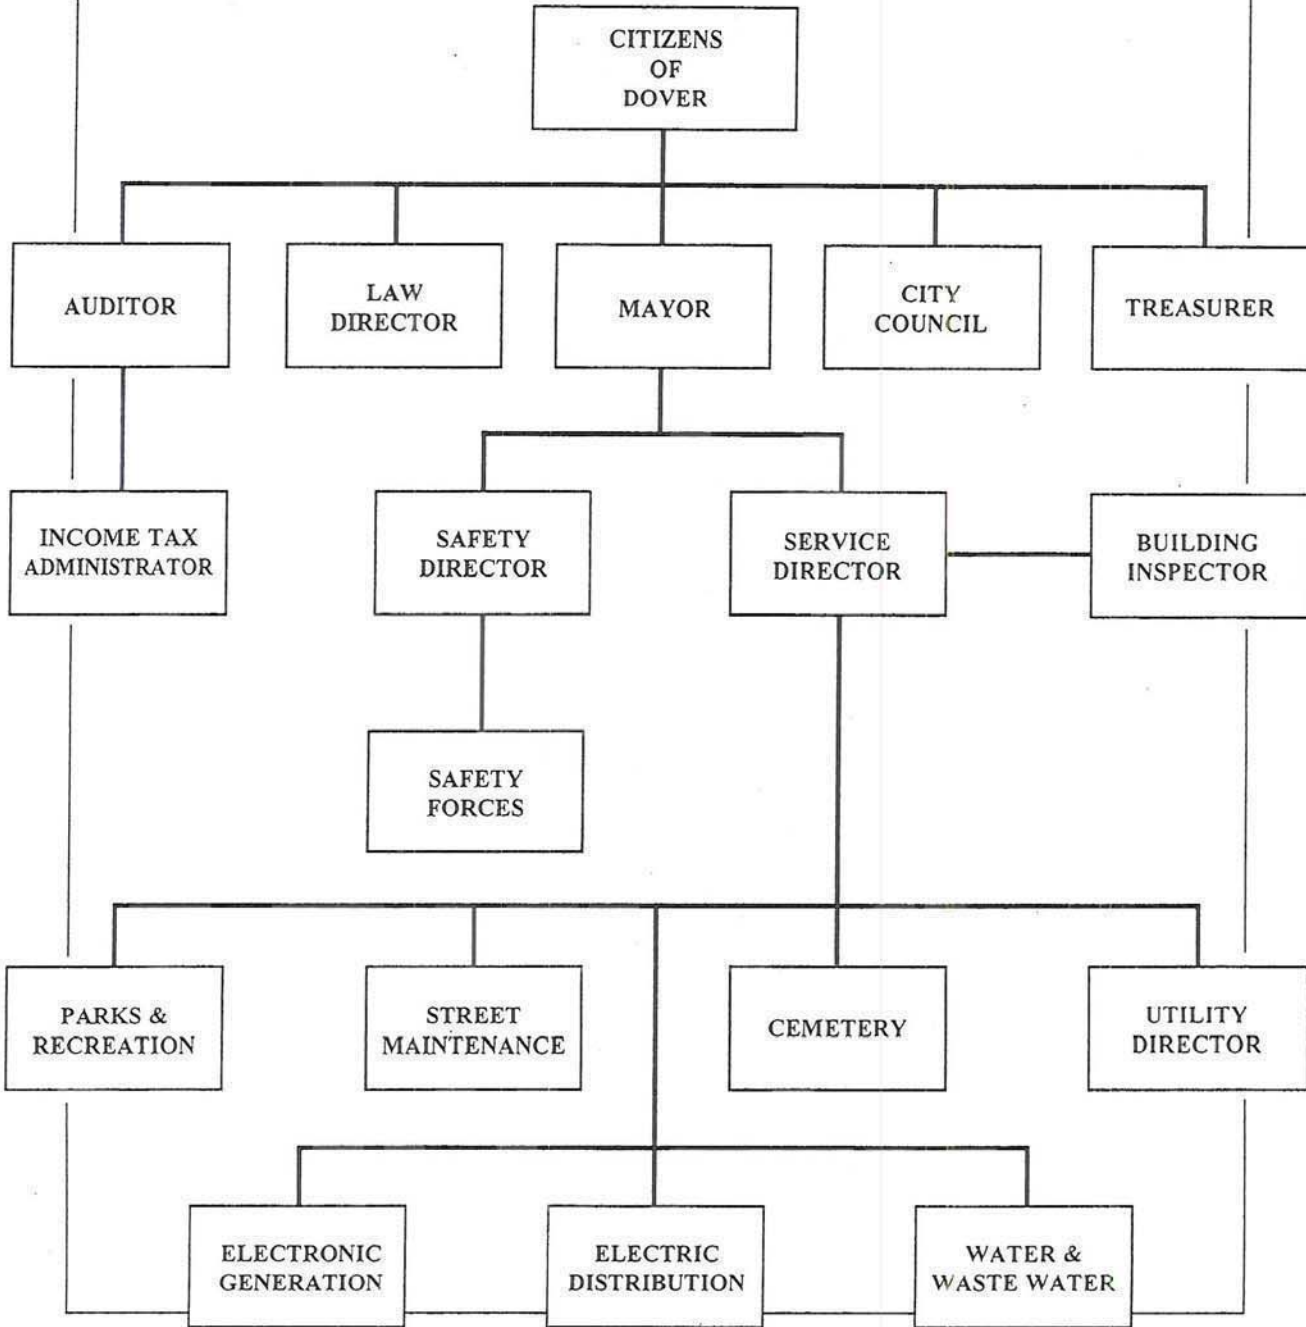 CITIZENS
OF
DOVER
AUDITOR
LAW
DIRECTOR
MAYOR
CITY
COUNCIL
TREASURER
INCOME TAX
ADMINISTRATOR
SAFETY
DIRECTOR
SERVICE
DIRECTOR
BUILDING
INSPECTOR
SAFETY
FORCES
PARKS &
RECREATION
STREET
MAINTENANCE
CEMETERY
UTILITY
DIRECTOR
ELECTRONIC
GENERATION
ELECTRIC
DISTRIBUTION
WATER &
WASTE WATER